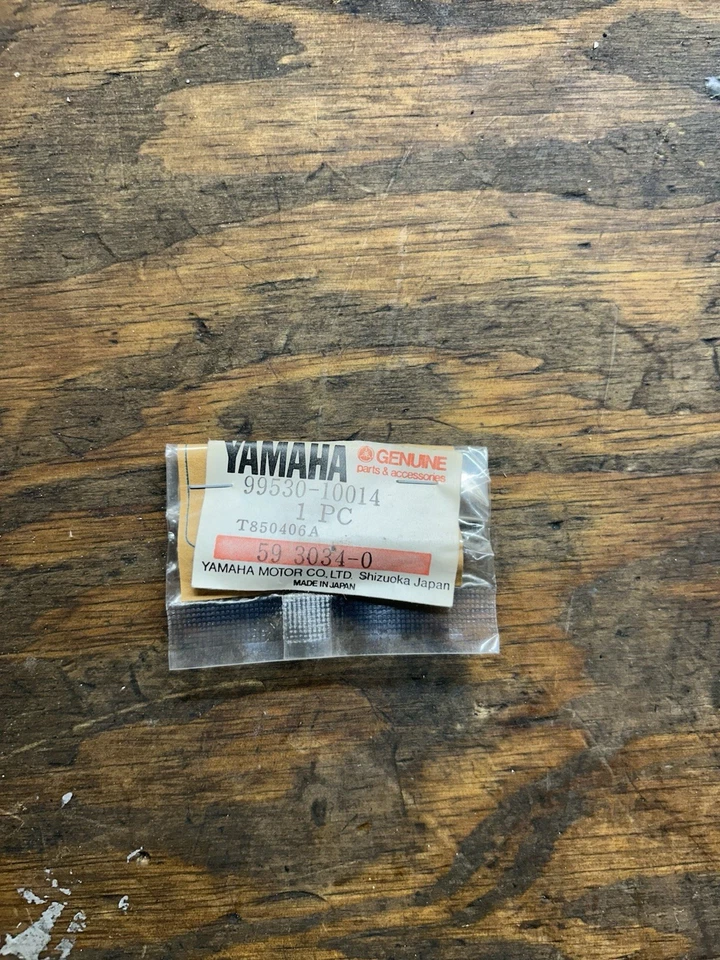 YAMAHA GENUINE
parts & accessories
99530-10014
1 PC
T850406A
59 3034-0
YAMAHA MOTOR CO., LTD. Shizuoka Japan
MADE IN JAPAN